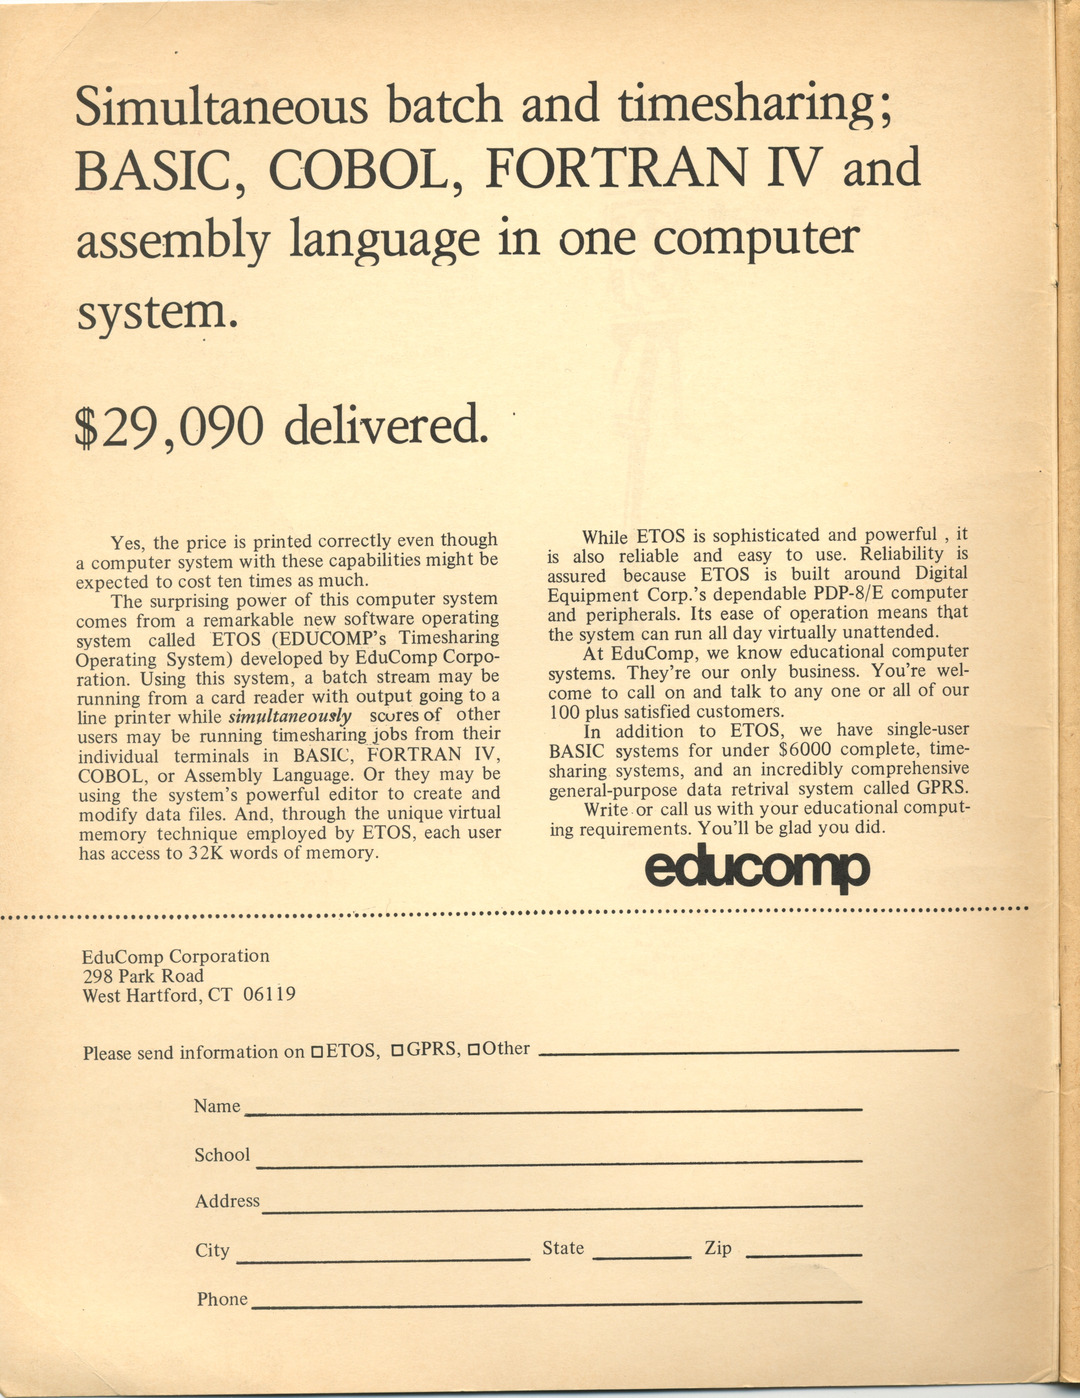 Simultaneous batch and timesharing;
BASIC, COBOL, FORTRAN IV and
assembly language in one computer
system.
$29,090 delivered.
Yes, the price is printed correctly even though
a computer system with these capabilities might be
expected to cost ten times as much.
The surprising power of this computer system
comes from a remarkable new software operating
system called ETOS (EDUCOMP's Timesharing
Operating System) developed by EduComp Corpo-
ration. Using this system, a batch stream may be
running from a card reader with output going to a
line printer while simultaneously scores of other
users may be running timesharing jobs from their
individual terminals in BASIC, FORTRAN IV,
COBOL, or Assembly Language. Or they may be
using the system's powerful editor to create and
modify data files. And, through the unique virtual
memory technique employed by ETOS, each user
has access to 32K words of memory.
While ETOS is sophisticated and powerful , it
is also reliable and easy to use. Reliability is
assured because ETOS is built around Digital
Equipment Corp.'s dependable PDP-8/E computer
and peripherals. Its ease of operation means that
the system can run all day virtually unattended.
At EduComp, we know educational computer
systems. They're our only business. You're wel-
come to call on and talk to any one or all of our
100 plus satisfied customers.
In addition to ETOS, we have single-user
BASIC systems for under $6000 complete, time-
sharing systems, and an incredibly comprehensive
general-purpose data retrival system called GPRS.
Write or call us with your educational comput-
ing requirements. You'll be glad you did.
educomp
EduComp Corporation
298 Park Road
West Hartford, CT 06119
Please send information on □ETOS, □GPRS, □Other
Name
School
Address
City State Zip
Phone